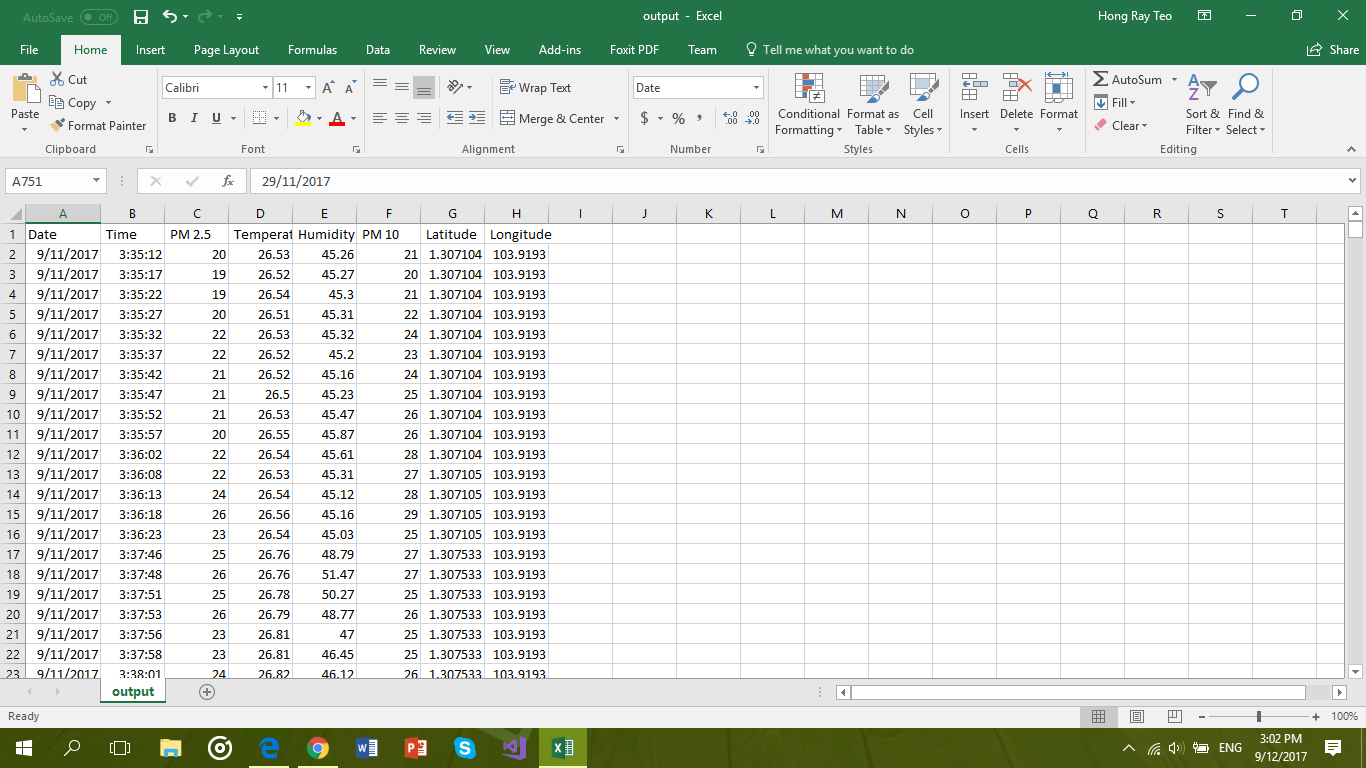 AutoSave Off output - Excel Hong Ray Teo
File Home Insert Page Layout Formulas Data Review View Add-ins Foxit PDF Team Tell me what you want to do Share
Cut Calibri 11 A A Wrap Text Date AutoSum
Paste Copy Fill
Format Painter B I U A Merge & Center $ % , Conditional Formatting Format as Table Cell Styles Insert Delete Format Clear Sort & Filter Find & Select
Clipboard Font Alignment Number Styles Cells Editing
A751 fx 29/11/2017
A B C D E F G H I J K L M N O P Q R S T
1 Date Time PM 2.5 Temperat Humidity PM 10 Latitude Longitude
2 9/11/2017 3:35:12 20 26.53 45.26 21 1.307104 103.9193
3 9/11/2017 3:35:17 19 26.52 45.27 20 1.307104 103.9193
4 9/11/2017 3:35:22 19 26.54 45.3 21 1.307104 103.9193
5 9/11/2017 3:35:27 20 26.51 45.31 22 1.307104 103.9193
6 9/11/2017 3:35:32 22 26.53 45.32 24 1.307104 103.9193
7 9/11/2017 3:35:37 22 26.52 45.2 23 1.307104 103.9193
8 9/11/2017 3:35:42 21 26.52 45.16 24 1.307104 103.9193
9 9/11/2017 3:35:47 21 26.5 45.23 25 1.307104 103.9193
10 9/11/2017 3:35:52 21 26.53 45.47 26 1.307104 103.9193
11 9/11/2017 3:35:57 20 26.55 45.87 26 1.307104 103.9193
12 9/11/2017 3:36:02 22 26.54 45.61 28 1.307104 103.9193
13 9/11/2017 3:36:08 22 26.53 45.31 27 1.307105 103.9193
14 9/11/2017 3:36:13 24 26.54 45.12 28 1.307105 103.9193
15 9/11/2017 3:36:18 26 26.56 45.16 29 1.307105 103.9193
16 9/11/2017 3:36:23 23 26.54 45.03 25 1.307105 103.9193
17 9/11/2017 3:37:46 25 26.76 48.79 27 1.307533 103.9193
18 9/11/2017 3:37:48 26 26.76 51.47 27 1.307533 103.9193
19 9/11/2017 3:37:51 25 26.78 50.27 25 1.307533 103.9193
20 9/11/2017 3:37:53 26 26.79 48.77 26 1.307533 103.9193
21 9/11/2017 3:37:56 23 26.81 47 25 1.307533 103.9193
22 9/11/2017 3:37:58 23 26.81 46.45 25 1.307533 103.9193
23 9/11/2017 3:38:01 24 26.82 46.12 26 1.307533 103.9193
output
Ready 100%
ENG 3:02 PM
9/12/2017